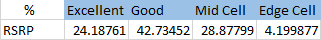 % Excellent Good Mid Cell Edge Cell
RSRP 24.18761 42.73452 28.87799 4.199877